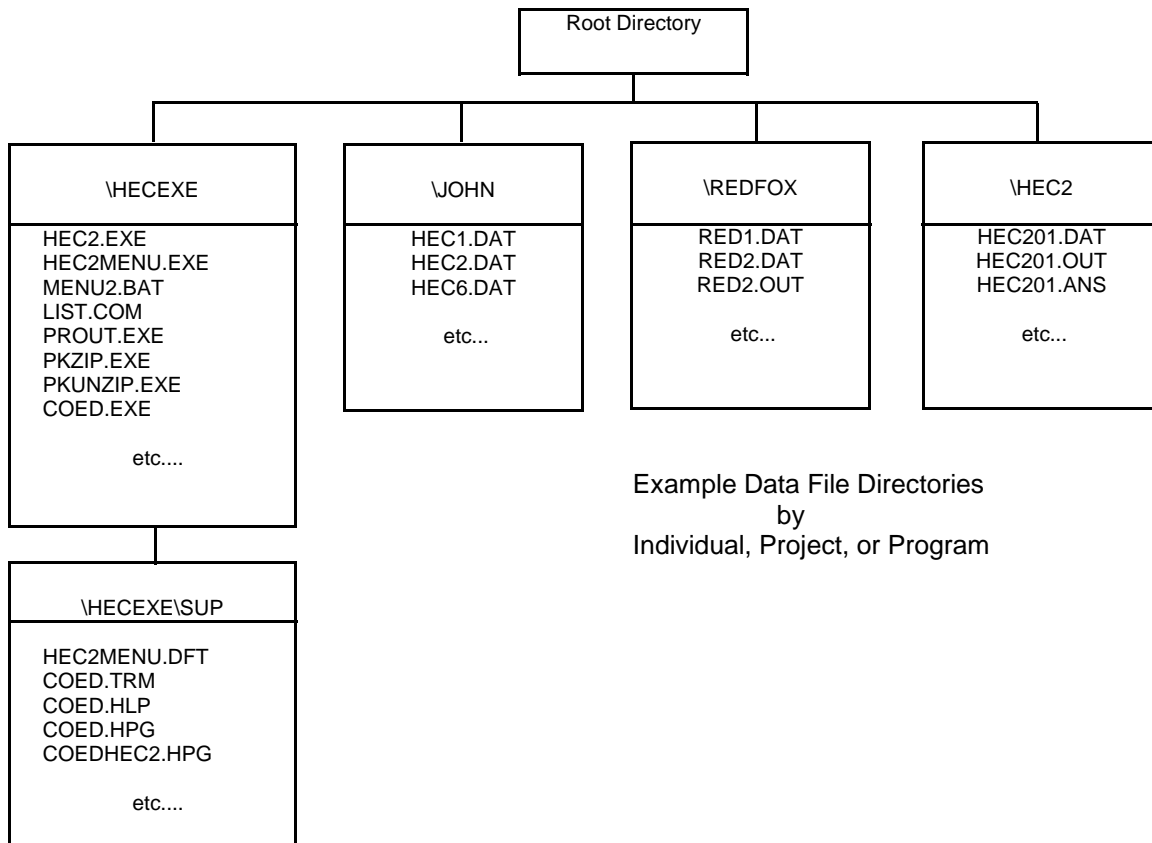 Root Directory
\HECEXE
HEC2.EXE
HEC2MENU.EXE
MENU2.BAT
LIST.COM
PROUT.EXE
PKZIP.EXE
PKUNZIP.EXE
COED.EXE
etc....
\JOHN
HEC1.DAT
HEC2.DAT
HEC6.DAT
etc...
\REDFOX
RED1.DAT
RED2.DAT
RED2.OUT
etc...
\HEC2
HEC201.DAT
HEC201.OUT
HEC201.ANS
etc...
Example Data File Directories
by
Individual, Project, or Program
\HECEXE\SUP
HEC2MENU.DFT
COED.TRM
COED.HLP
COED.HPG
COEDHEC2.HPG
etc....